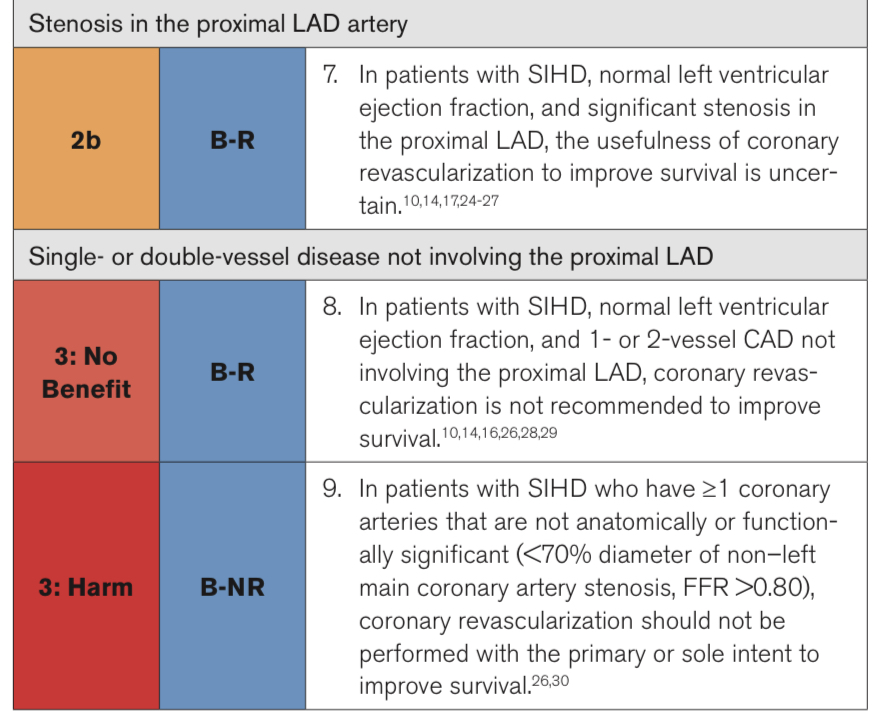 Stenosis in the proximal LAD artery
2b
B-R
7. In patients with SIHD, normal left ventricular
ejection fraction, and significant stenosis in
the proximal LAD, the usefulness of coronary
revascularization to improve survival is uncer-
tain.10,14,17,24-27
Single- or double-vessel disease not involving the proximal LAD
3: No
Benefit
B-R
8. In patients with SIHD, normal left ventricular
ejection fraction, and 1- or 2-vessel CAD not
involving the proximal LAD, coronary revas-
cularization is not recommended to improve
survival.10,14,16,26,28,29
3: Harm
B-NR
9. In patients with SIHD who have ≥1 coronary
arteries that are not anatomically or function-
ally significant (<70% diameter of non–left
main coronary artery stenosis, FFR >0.80),
coronary revascularization should not be
performed with the primary or sole intent to
improve survival.26,30